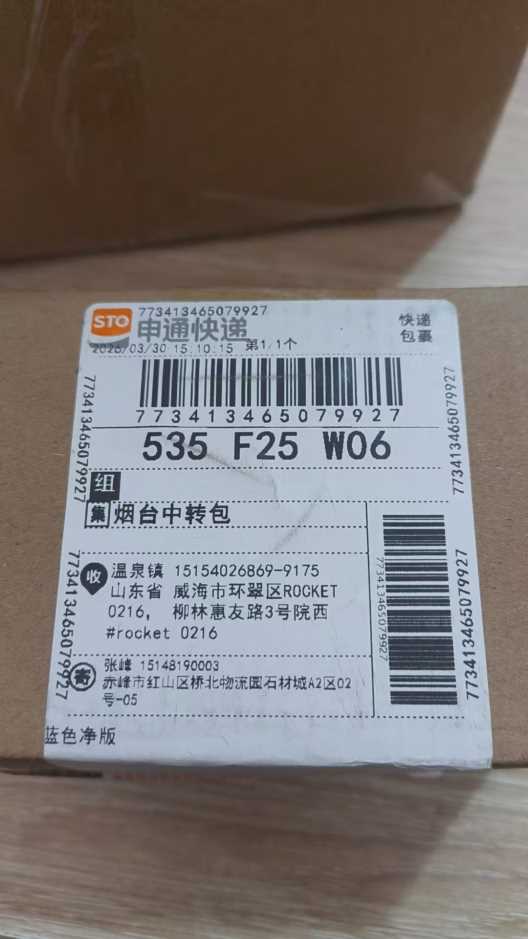 773413465079927
STO 申通快递
快递
包裹
2026/03/30 15:10:15 第1/1个
773413465079927
535 F25 W06
组
集 烟台中转包
收 温泉镇 15154026869-9175
山东省 威海市环翠区ROCKET
0216, 柳林惠友路3号院西
#rocket 0216
寄 张峰 15148190003
赤峰市红山区桥北物流园石材城A2区02
号-05
蓝色净版
773413465079927
773413465079927
773413465079927
773413465079927
773413465079927